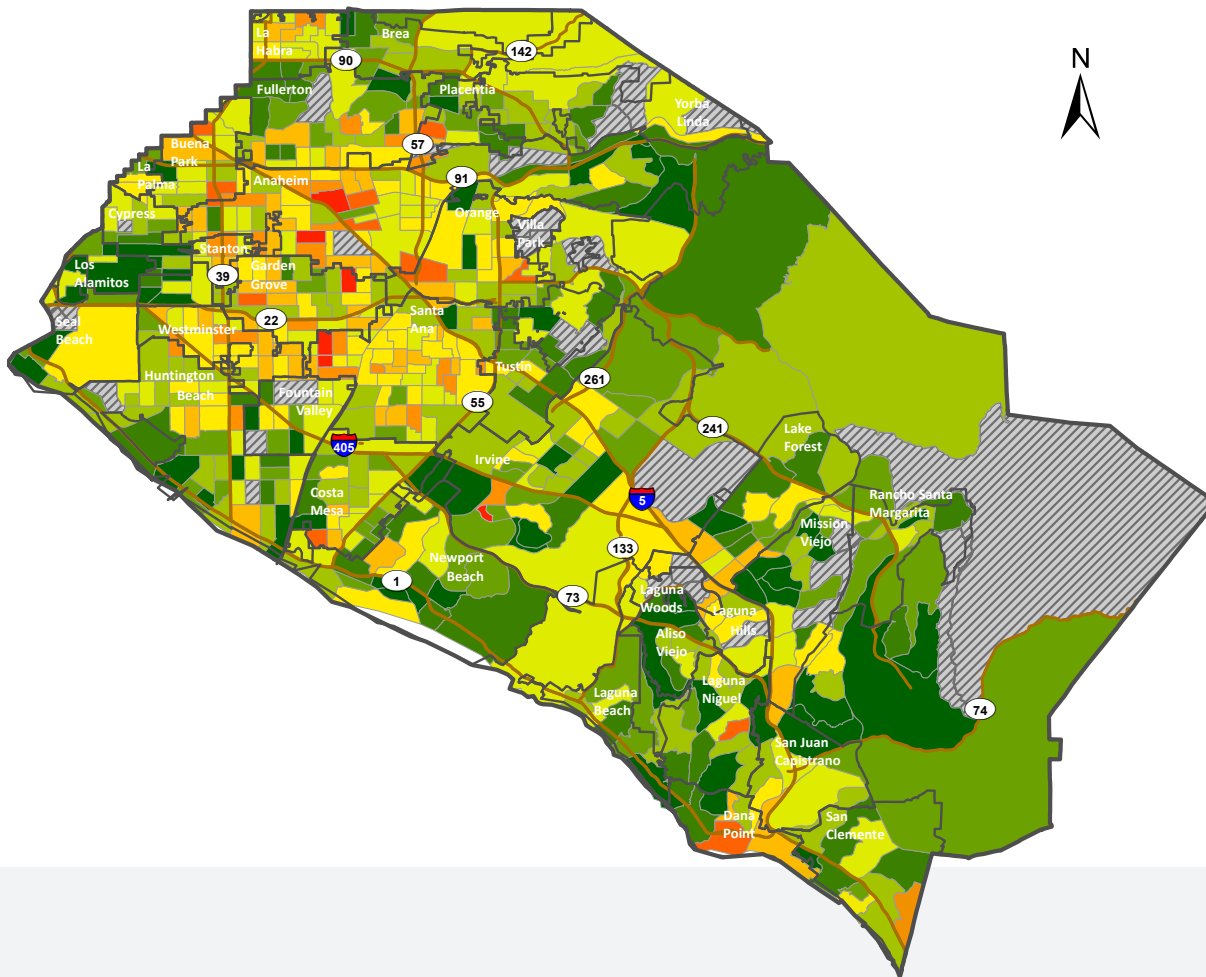 N
La
Habra
Brea
142
90
Fullerton
Placentia
Yorba
Linda
57
Buena
Park
La
Palma
Anaheim
91
Cypress
Orange
Villa
Park
Stanton
Los
Alamitos
39
Garden
Grove
Seal
Beach
22
Westminster
Santa
Ana
Huntington
Beach
Tustin
261
Fountain
Valley
55
241
Lake
Forest
405
Irvine
5
Costa
Mesa
Rancho Santa
Margarita
Mission
Viejo
133
Newport
Beach
1
73
Laguna
Woods
Laguna
Hills
Aliso
Viejo
Laguna
Niguel
Laguna
Beach
74
San Juan
Capistrano
Dana
Point
San
Clemente